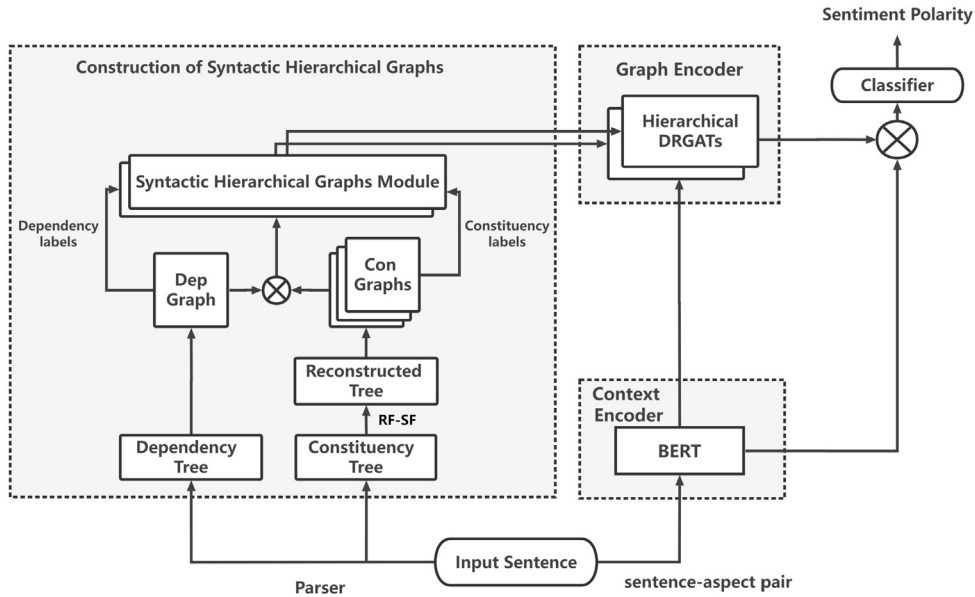 Sentiment Polarity
Construction of Syntactic Hierarchical Graphs
Graph Encoder
Classifier
Hierarchical
DRGATs
Syntactic Hierarchical Graphs Module
Dependency
labels
Constituency
labels
Dep
Graph
Con
Graphs
Reconstructed
Tree
RF-SF
Context
Encoder
Dependency
Tree
Constituency
Tree
BERT
Input Sentence
Parser
sentence-aspect pair